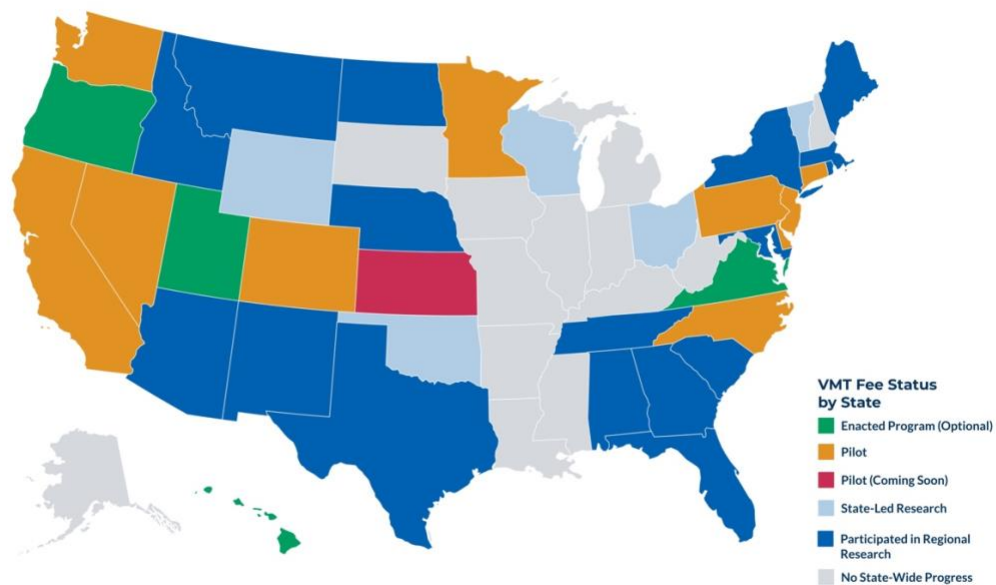 VMT Fee Status
by State
Enacted Program (Optional)
Pilot
Pilot (Coming Soon)
State-Led Research
Participated in Regional
Research
No State-Wide Progress